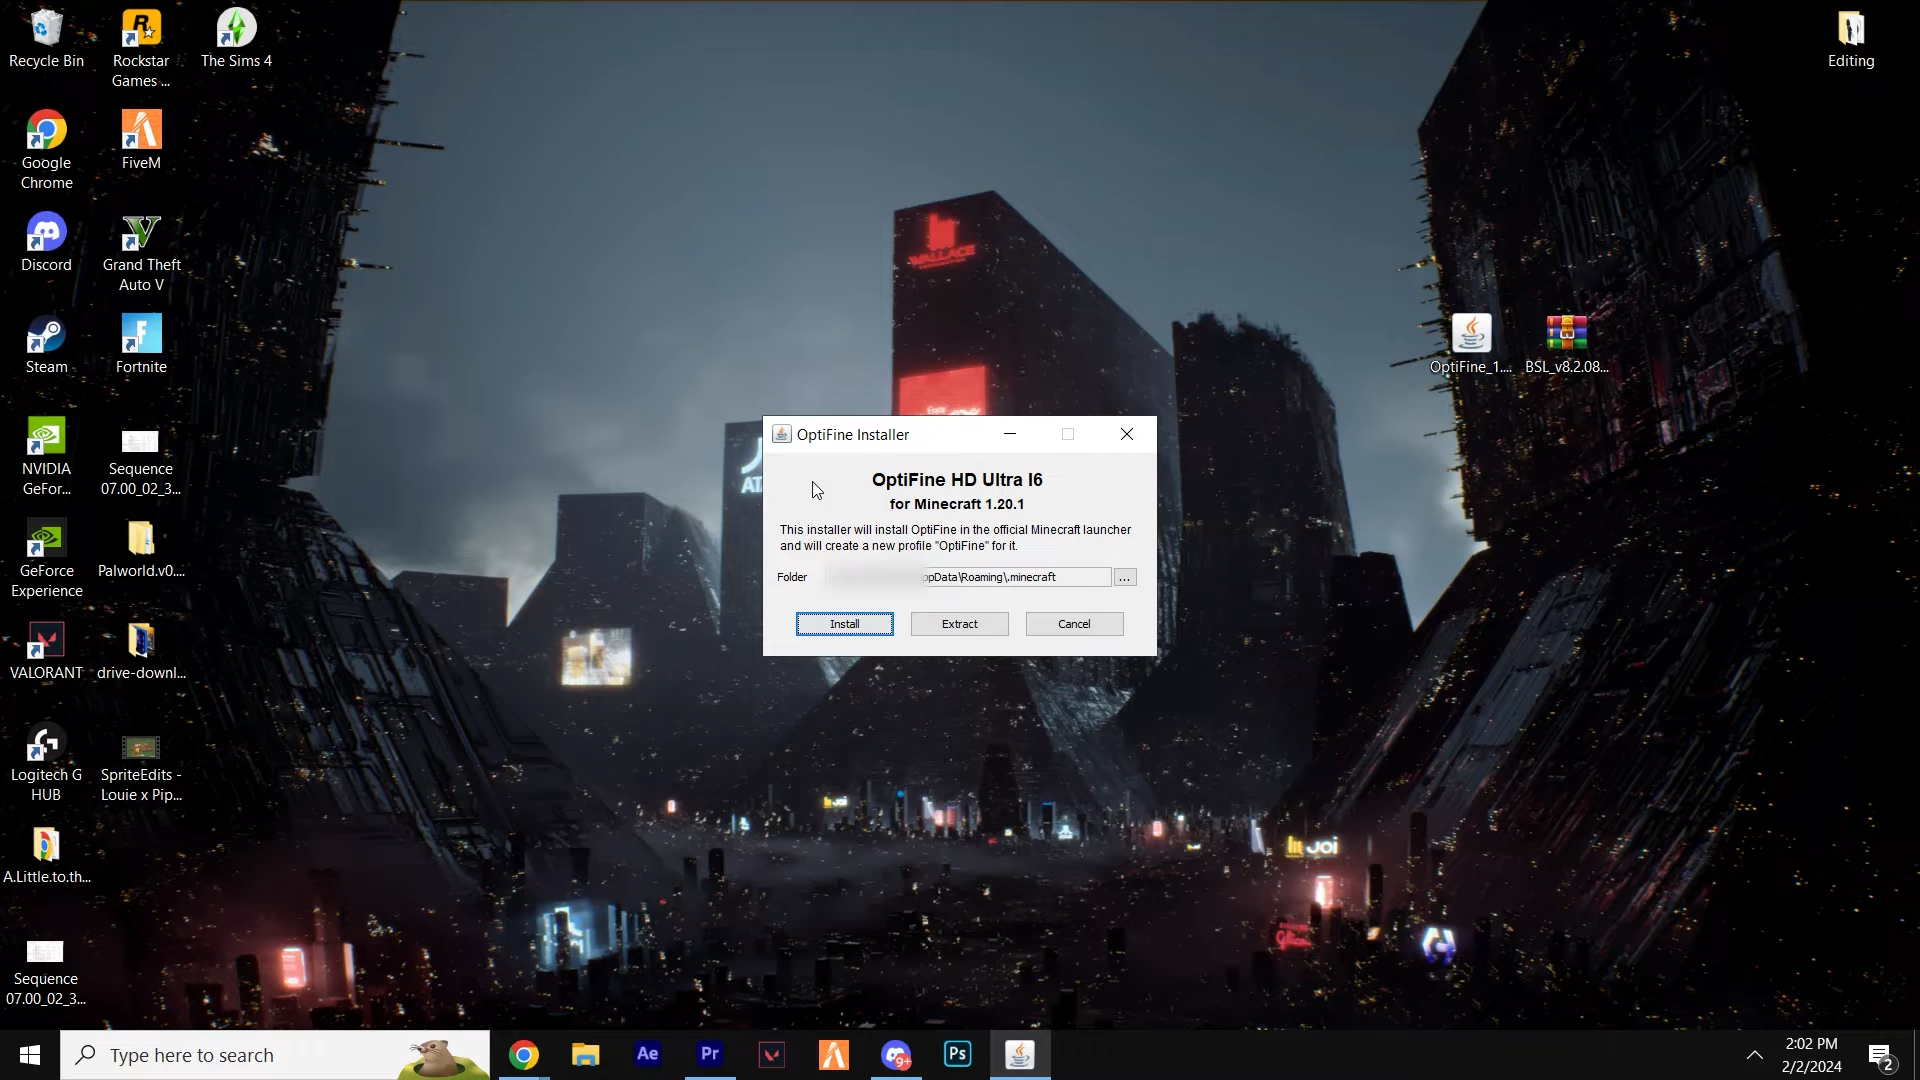 Recycle Bin
Rockstar
Games ...
The Sims 4
Editing
Google
Chrome
FiveM
Discord
Grand Theft
Auto V
Steam
Fortnite
OptiFine_1....
BSL_v8.2.08...
NVIDIA
GeFor...
Sequence
07.00_02_3...
GeForce
Experience
Palworld.v0....
VALORANT
drive-downl...
Logitech G
HUB
SpriteEdits -
Louie x Pip...
A.Little.to.th...
Sequence
07.00_02_3...
WALLACE
OptiFine Installer
OptiFine HD Ultra I6
for Minecraft 1.20.1
This installer will install OptiFine in the official Minecraft launcher
and will create a new profile "OptiFine" for it.
Folder
ppData\Roaming\.minecraft
...
Install
Extract
Cancel
JOI
Type here to search
Ae
Pr
9+
Ps
2:02 PM
2/2/2024
2